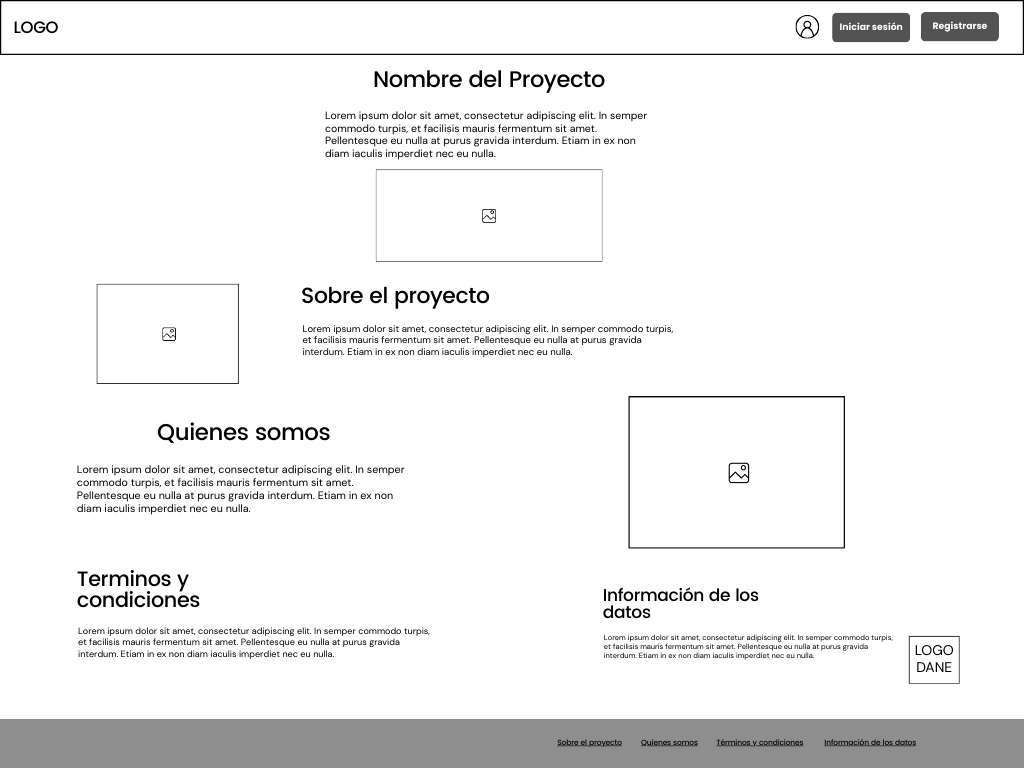 LOGO
Iniciar sesión
Registrarse
Nombre del Proyecto
Lorem ipsum dolor sit amet, consectetur adipiscing elit. In semper
commodo turpis, et facilisis mauris fermentum sit amet.
Pellentesque eu nulla at purus gravida interdum. Etiam in ex non
diam iaculis imperdiet nec eu nulla.
Sobre el proyecto
Lorem ipsum dolor sit amet, consectetur adipiscing elit. In semper commodo turpis,
et facilisis mauris fermentum sit amet. Pellentesque eu nulla at purus gravida
interdum. Etiam in ex non diam iaculis imperdiet nec eu nulla.
Quienes somos
Lorem ipsum dolor sit amet, consectetur adipiscing elit. In semper
commodo turpis, et facilisis mauris fermentum sit amet.
Pellentesque eu nulla at purus gravida interdum. Etiam in ex non
diam iaculis imperdiet nec eu nulla.
Terminos y
condiciones
Lorem ipsum dolor sit amet, consectetur adipiscing elit. In semper commodo turpis,
et facilisis mauris fermentum sit amet. Pellentesque eu nulla at purus gravida
interdum. Etiam in ex non diam iaculis imperdiet nec eu nulla.
Información de los
datos
Lorem ipsum dolor sit amet, consectetur adipiscing elit. In semper commodo turpis,
et facilisis mauris fermentum sit amet. Pellentesque eu nulla at purus gravida
interdum. Etiam in ex non diam iaculis imperdiet nec eu nulla.
LOGO
DANE
Sobre el proyecto
Quienes somos
Términos y condiciones
Información de los datos